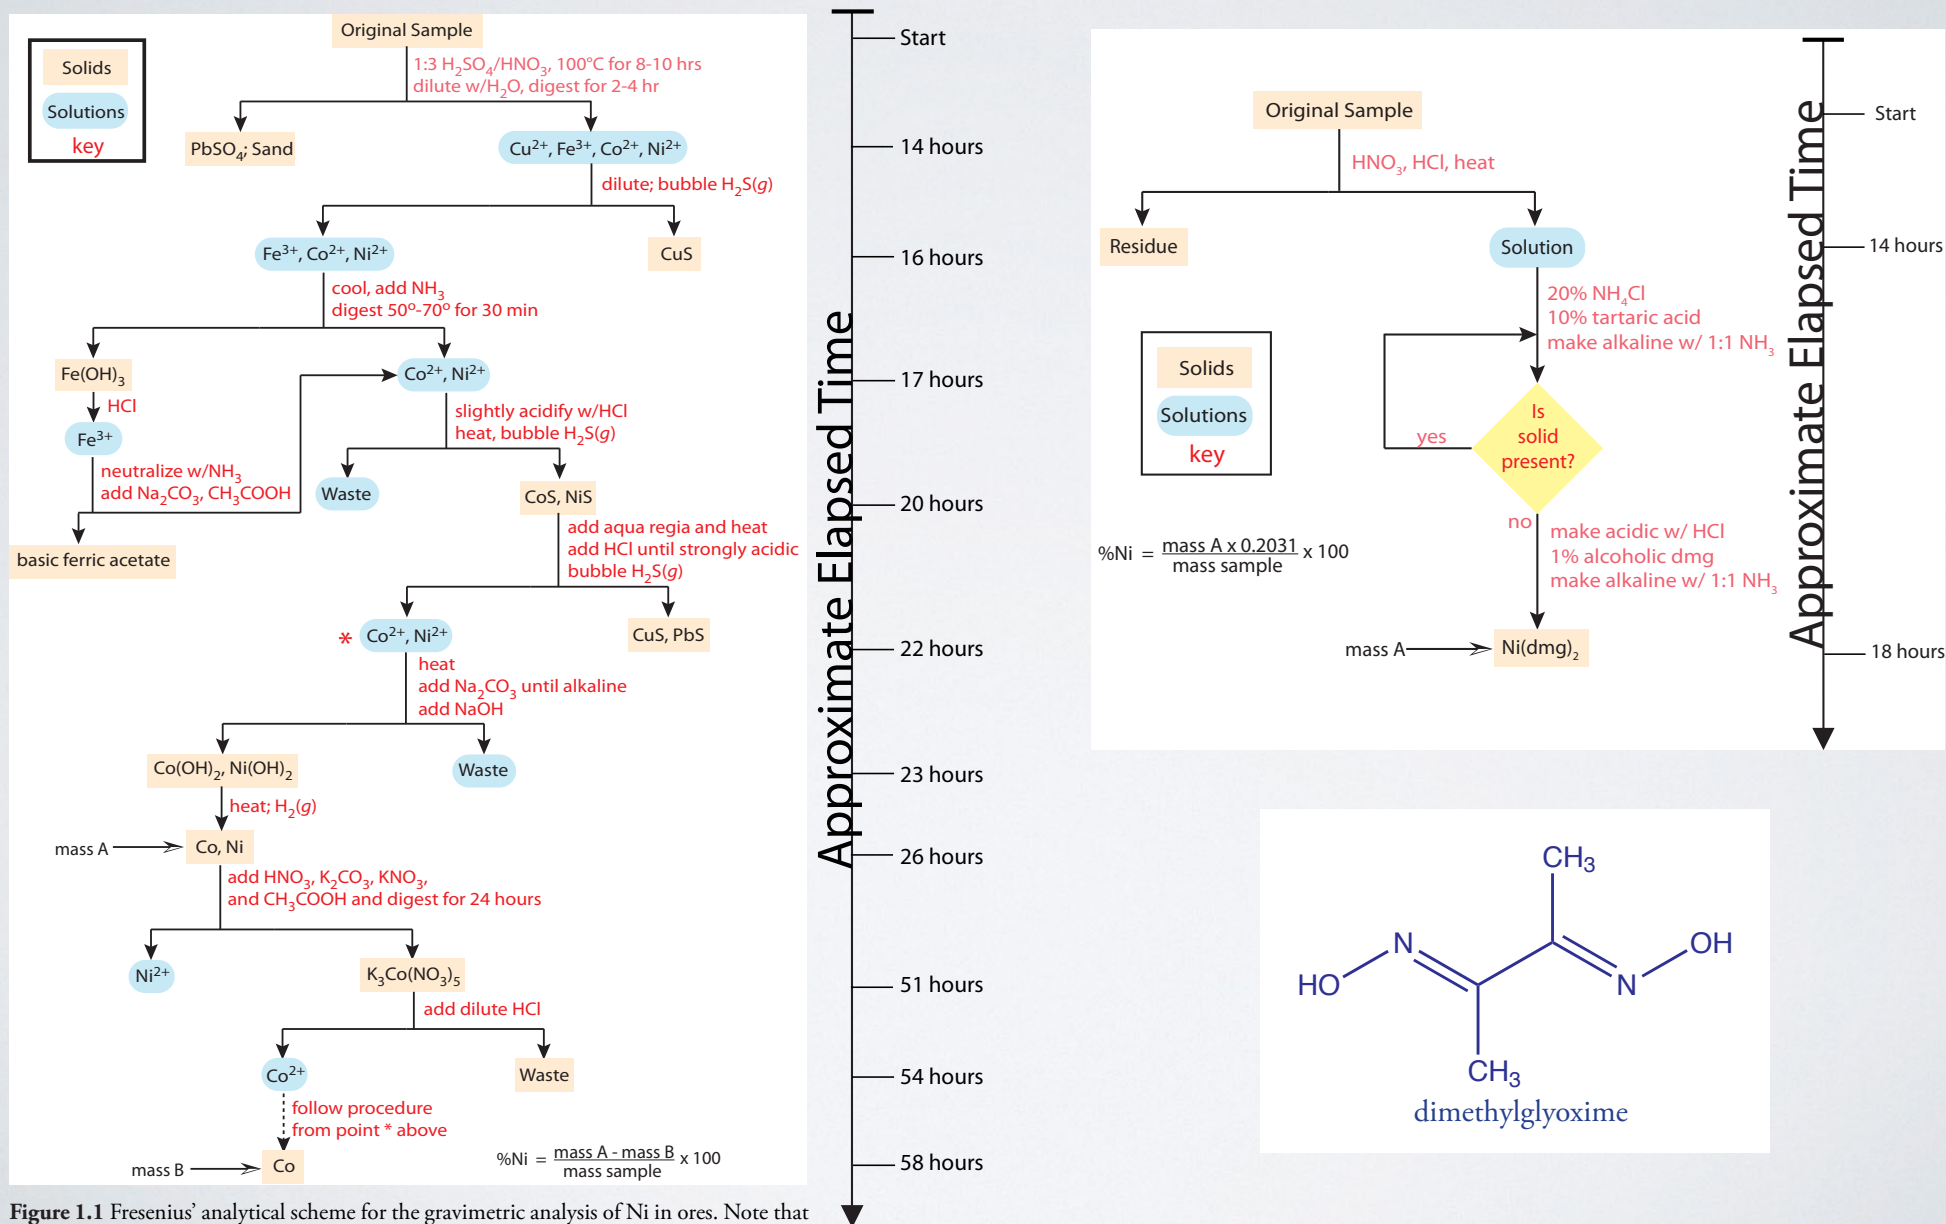 Original Sample
Solids
Solutions
key
1:3 H₂SO₄/HNO₃, 100°C for 8-10 hrs
dilute w/H₂O, digest for 2-4 hr
PbSO₄; Sand
Cu²⁺, Fe³⁺, Co²⁺, Ni²⁺
dilute; bubble H₂S(g)
Fe³⁺, Co²⁺, Ni²⁺
CuS
cool, add NH₃
digest 50º-70º for 30 min
Fe(OH)₃
Co²⁺, Ni²⁺
HCl
Fe³⁺
slightly acidify w/HCl
heat, bubble H₂S(g)
neutralize w/NH₃
add Na₂CO₃, CH₃COOH
Waste
CoS, NiS
basic ferric acetate
add aqua regia and heat
add HCl until strongly acidic
bubble H₂S(g)
* Co²⁺, Ni²⁺
CuS, PbS
heat
add Na₂CO₃ until alkaline
add NaOH
Co(OH)₂, Ni(OH)₂
Waste
heat; H₂(g)
mass A
Co, Ni
add HNO₃, K₂CO₃, KNO₃,
and CH₃COOH and digest for 24 hours
Ni²⁺
K₃Co(NO₃)₅
add dilute HCl
Co²⁺
Waste
follow procedure
from point * above
mass B
Co
%Ni = mass A - mass B x 100
mass sample
Figure 1.1 Fresenius’ analytical scheme for the gravimetric analysis of Ni in ores. Note that
Approximate Elapsed Time
Start
14 hours
16 hours
17 hours
20 hours
22 hours
23 hours
26 hours
51 hours
54 hours
58 hours
Original Sample
HNO₃, HCl, heat
Residue
Solution
20% NH₄Cl
10% tartaric acid
make alkaline w/ 1:1 NH₃
Solids
Solutions
key
Is
solid
present?
yes
no
make acidic w/ HCl
1% alcoholic dmg
make alkaline w/ 1:1 NH₃
%Ni = mass A x 0.2031 x 100
mass sample
mass A
Ni(dmg)₂
Approximate Elapsed Time
Start
14 hours
18 hours
CH₃
N
OH
HO
N
CH₃
dimethylglyoxime